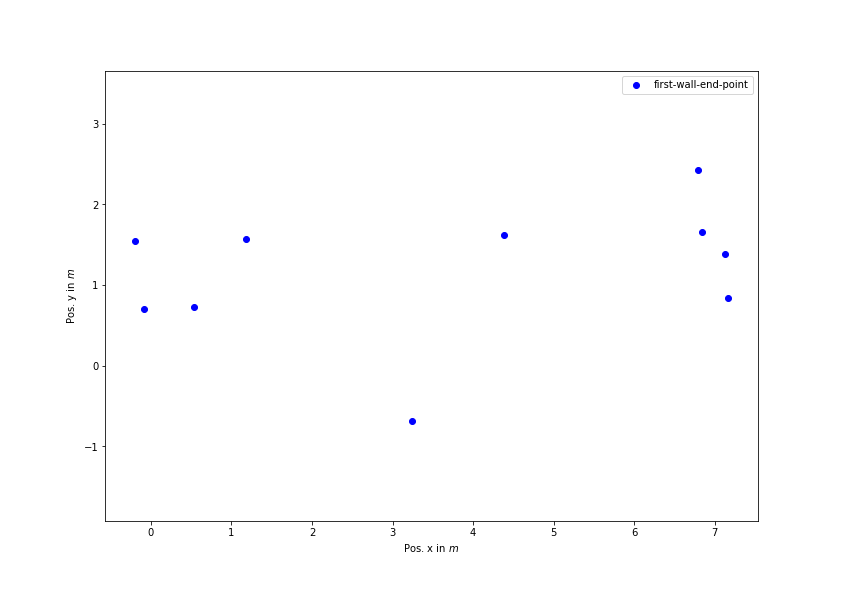 first-wall-end-point
3
2
1
0
−1
Pos. y in m
0 1 2 3 4 5 6 7
Pos. x in m